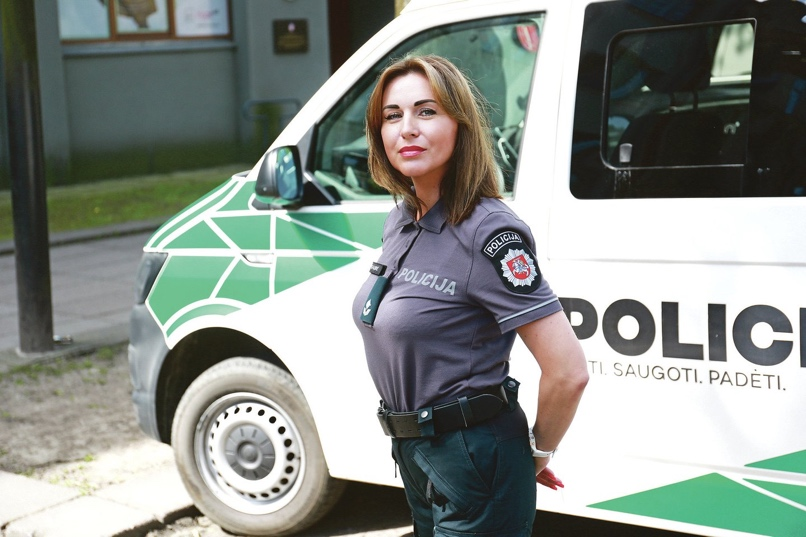 POLICIJA
POLICIJA
POLICI
TI. SAUGOTI. PADĖTI.